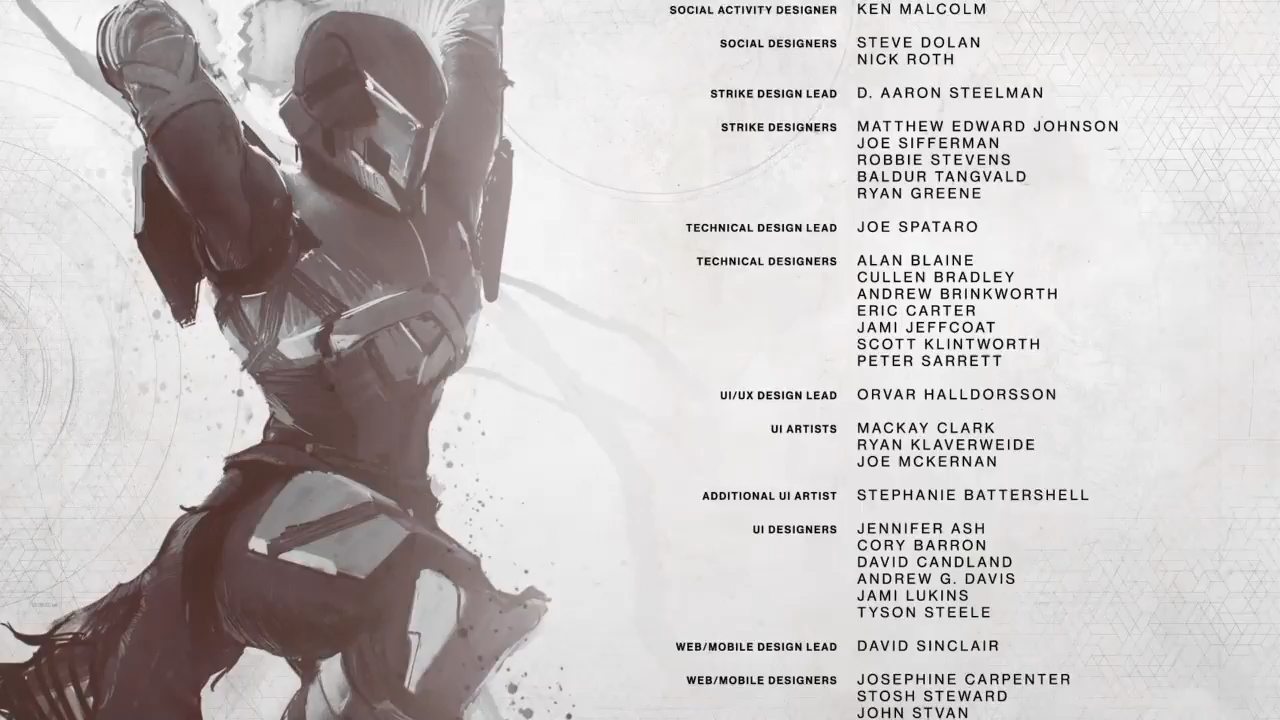 SOCIAL ACTIVITY DESIGNER KEN MALCOLM
SOCIAL DESIGNERS STEVE DOLAN
NICK ROTH
STRIKE DESIGN LEAD D. AARON STEELMAN
STRIKE DESIGNERS MATTHEW EDWARD JOHNSON
JOE SIFFERMAN
ROBBIE STEVENS
BALDUR TANGVALD
RYAN GREENE
TECHNICAL DESIGN LEAD JOE SPATARO
TECHNICAL DESIGNERS ALAN BLAINE
CULLEN BRADLEY
ANDREW BRINKWORTH
ERIC CARTER
JAMI JEFFCOAT
SCOTT KLINTWORTH
PETER SARRETT
UI/UX DESIGN LEAD ORVAR HALLDORSSON
UI ARTISTS MACKAY CLARK
RYAN KLAVERWEIDE
JOE MCKERNAN
ADDITIONAL UI ARTIST STEPHANIE BATTERSHELL
UI DESIGNERS JENNIFER ASH
CORY BARRON
DAVID CANDLAND
ANDREW G. DAVIS
JAMI LUKINS
TYSON STEELE
WEB/MOBILE DESIGN LEAD DAVID SINCLAIR
WEB/MOBILE DESIGNERS JOSEPHINE CARPENTER
STOSH STEWARD
JOHN STVAN